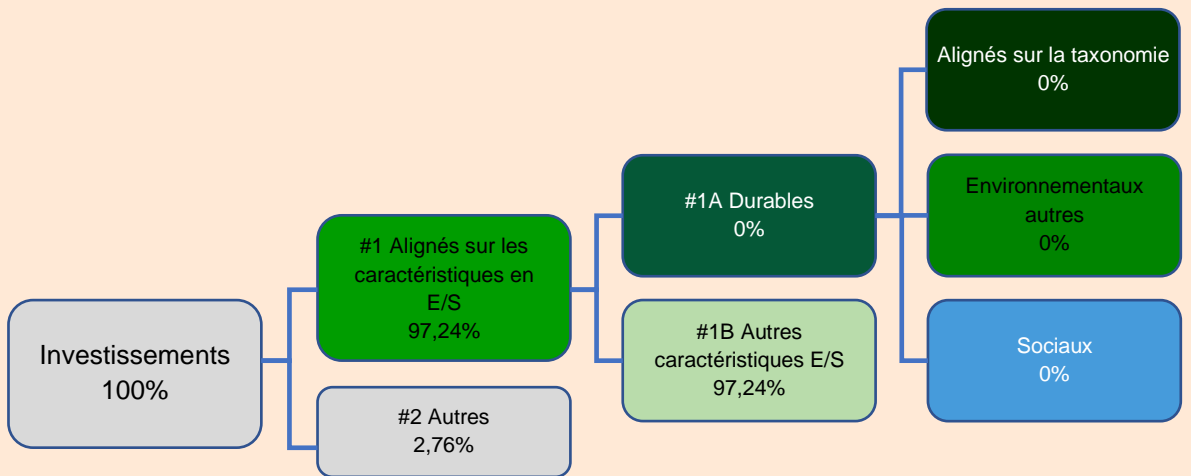 Investissements
100%
#1 Alignés sur les
caractéristiques en
E/S
97,24%
#2 Autres
2,76%
#1A Durables
0%
#1B Autres
caractéristiques E/S
97,24%
Alignés sur la taxonomie
0%
Environnementaux
autres
0%
Sociaux
0%